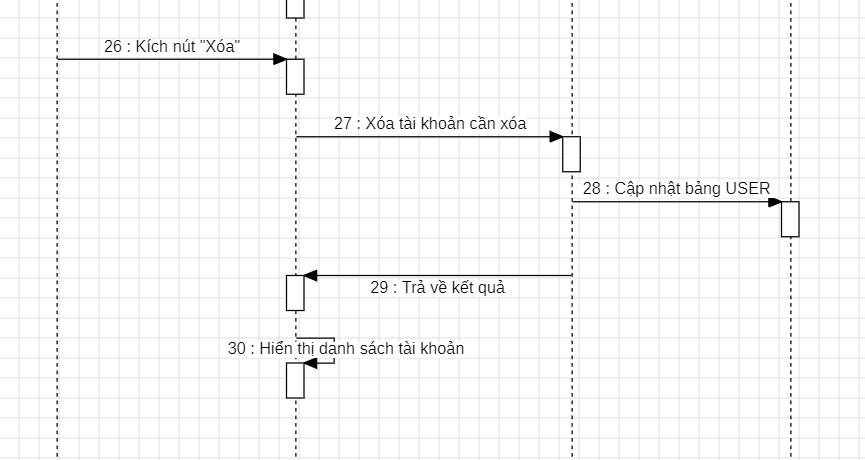 26 : Kích nút "Xóa"
27 : Xóa tài khoản cần xóa
28 : Cập nhật bảng USER
29 : Trả về kết quả
30 : Hiển thị danh sách tài khoản